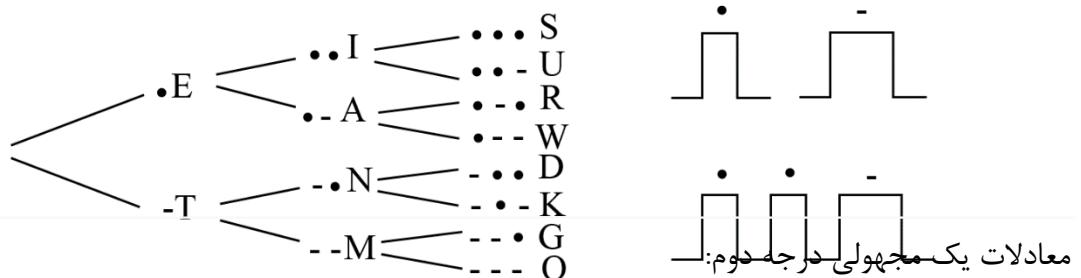 • -
••• S
••I
••- U
•E
•-• R
•- A
•-- W
-•• D
-•N
• • -
-T
-•- K
--• G
--M
معادلات یک مجهولی درجه دوم:
--- O